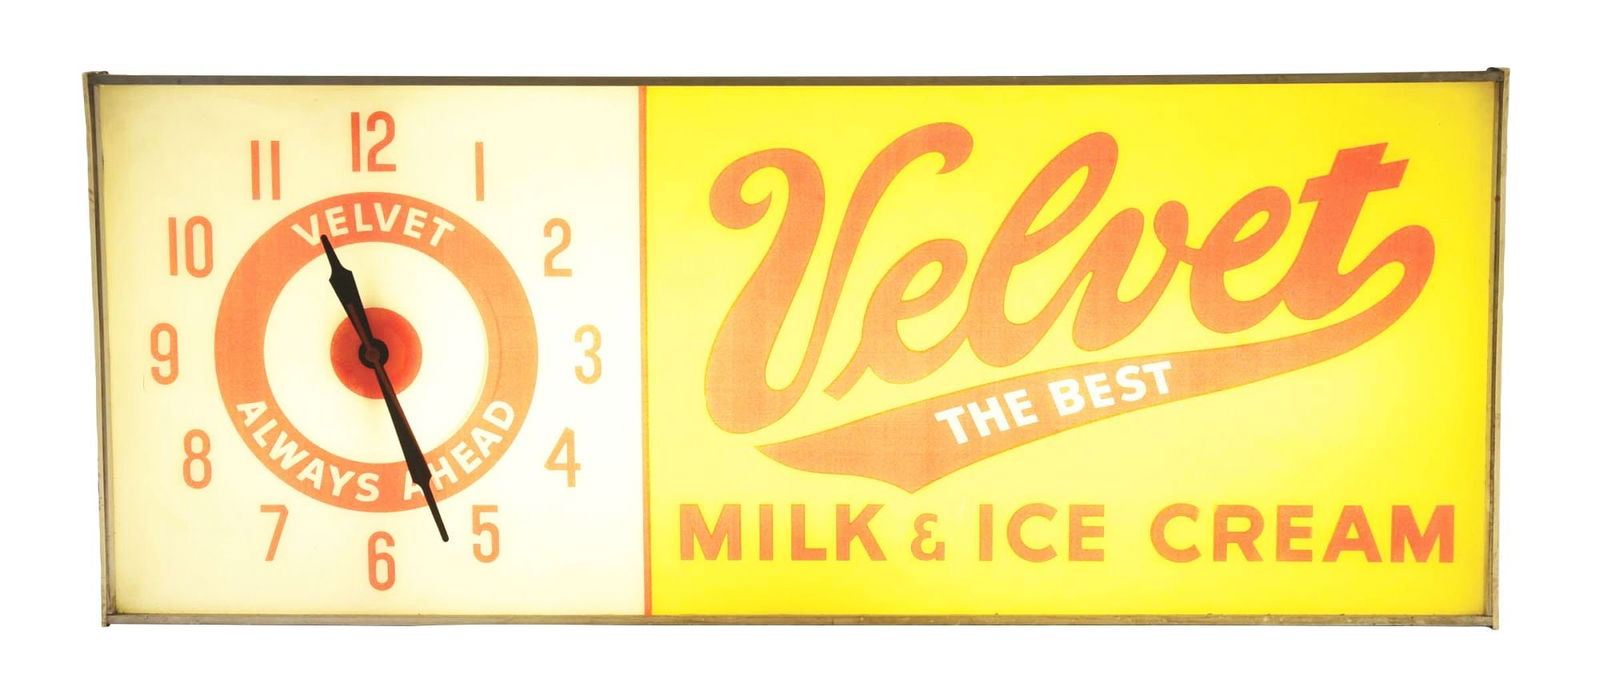 12
1
2
3
4
5
6
7
8
9
10
11
VELVET
ALWAYS AHEAD
Velvet
THE BEST
MILK & ICE CREAM